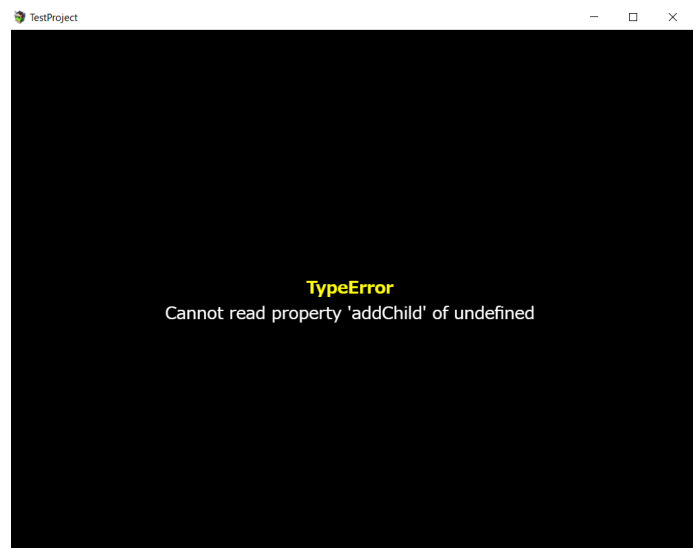 TestProject
TypeError
Cannot read property 'addChild' of undefined